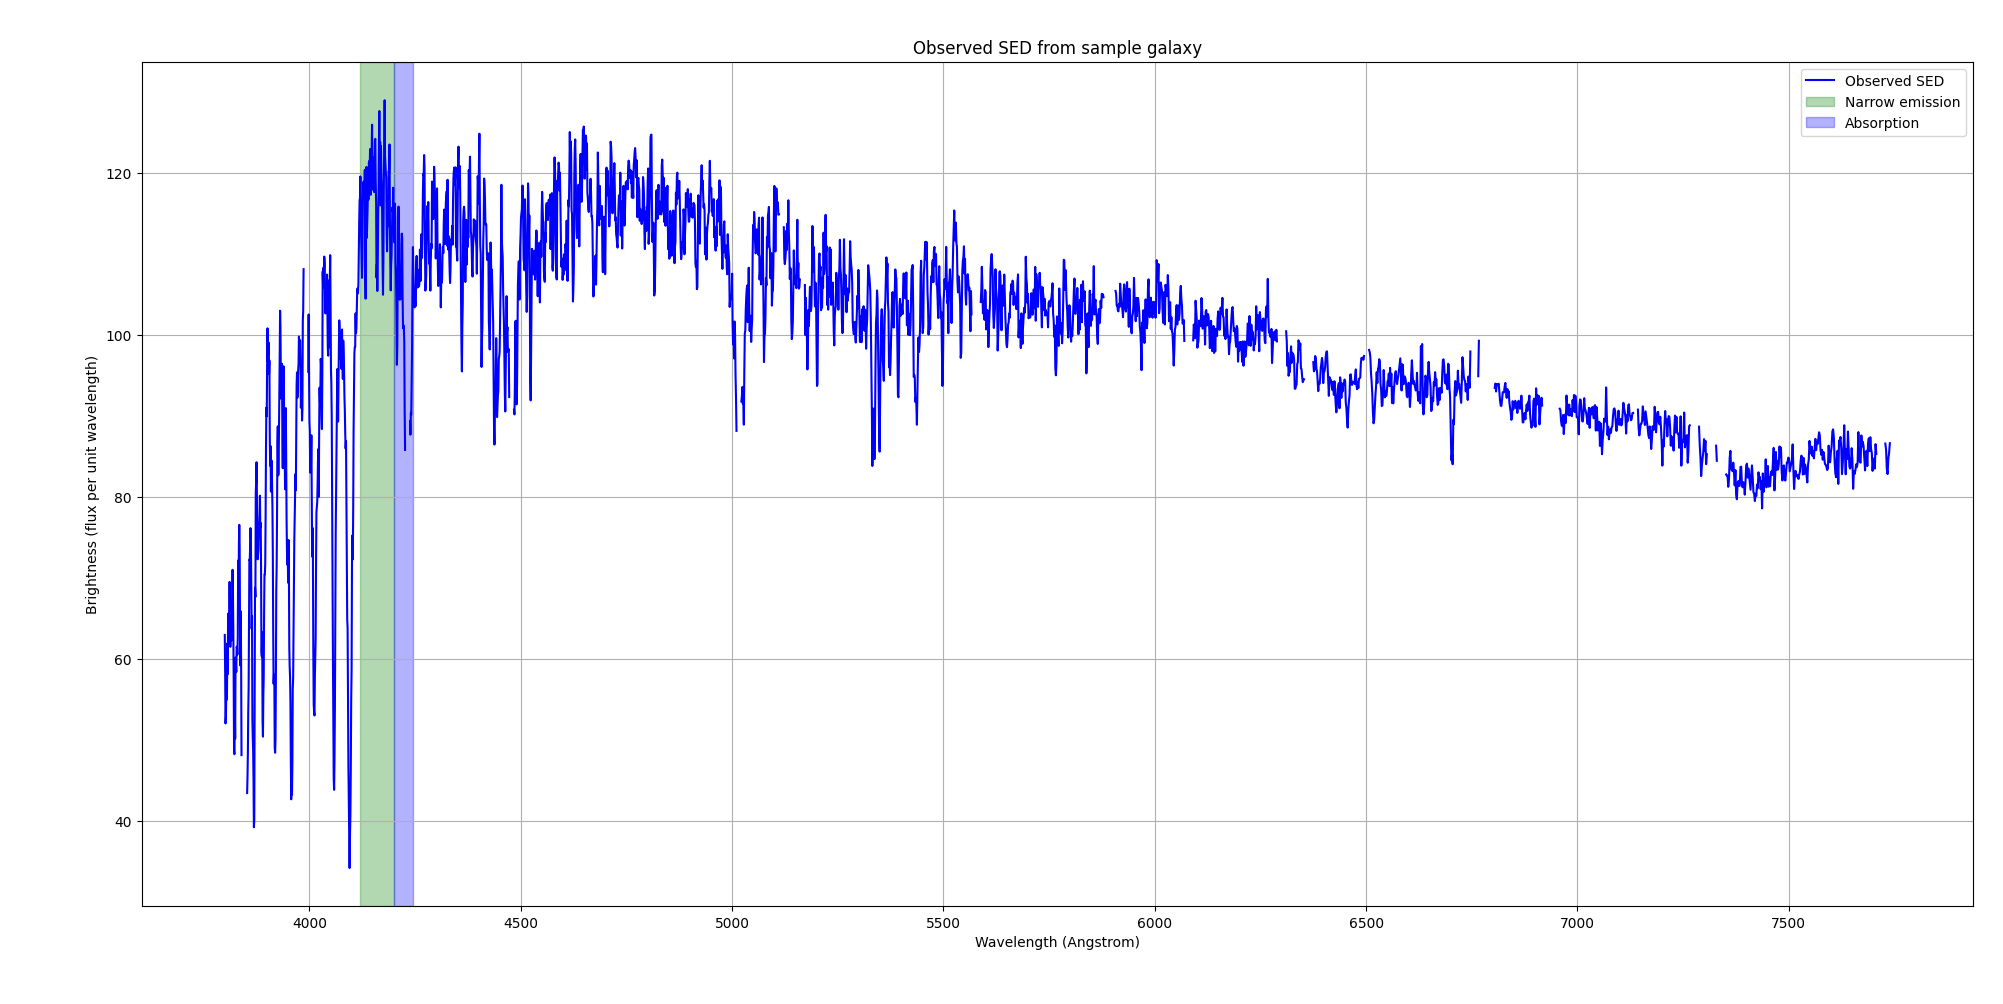 Observed SED from sample galaxy
Observed SED
Narrow emission
Absorption
Brightness (flux per unit wavelength)
120
100
80
60
40
4000 4500 5000 5500 6000 6500 7000 7500
Wavelength (Angstrom)